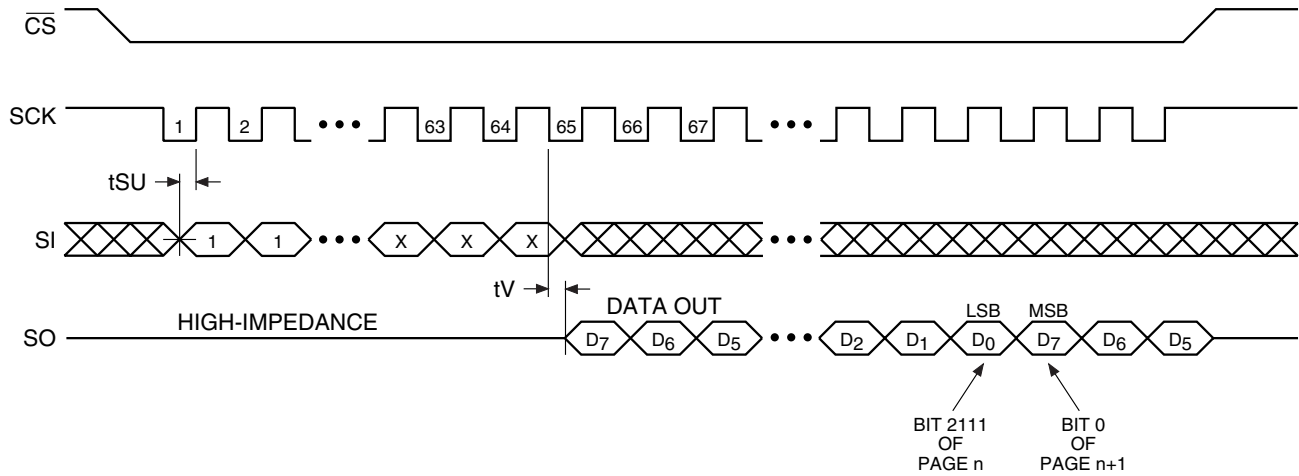 CS
SCK
1 2 ••• 63 64 65 66 67 •••
tSU
SI
1 1 ••• X X X •••
tV
DATA OUT
HIGH-IMPEDANCE
LSB MSB
SO
D7 D6 D5 ••• D2 D1 D0 D7 D6 D5
BIT 2111
OF
PAGE n
BIT 0
OF
PAGE n+1